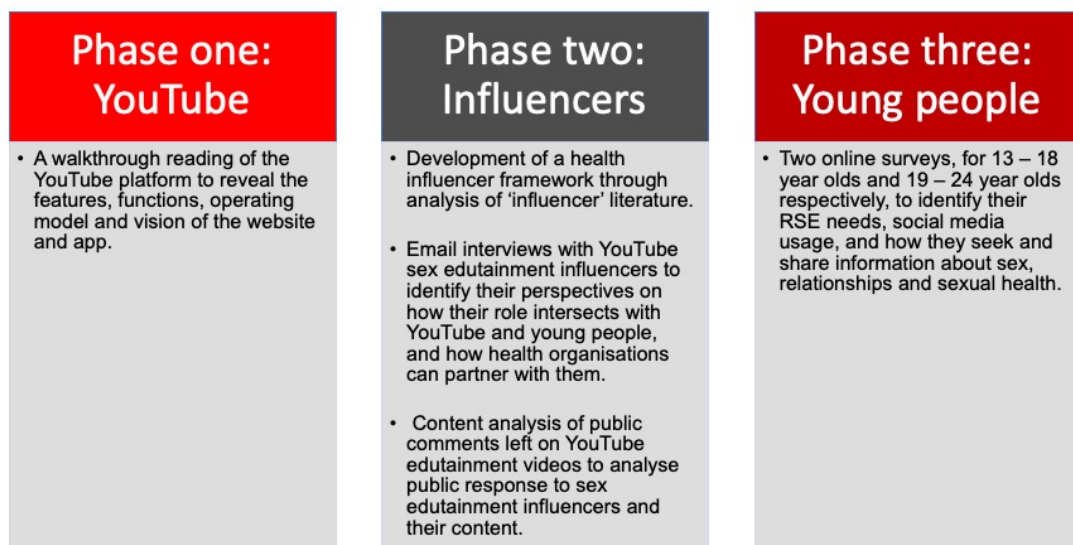 Phase one:
YouTube
• A walkthrough reading of the
YouTube platform to reveal the
features, functions, operating
model and vision of the website
and app.
Phase two:
Influencers
• Development of a health
influencer framework through
analysis of ‘influencer’ literature.
• Email interviews with YouTube
sex edutainment influencers to
identify their perspectives on
how their role intersects with
YouTube and young people,
and how health organisations
can partner with them.
• Content analysis of public
comments left on YouTube
edutainment videos to analyse
public response to sex
edutainment influencers and
their content.
Phase three:
Young people
• Two online surveys, for 13 – 18
year olds and 19 – 24 year olds
respectively, to identify their
RSE needs, social media
usage, and how they seek and
share information about sex,
relationships and sexual health.